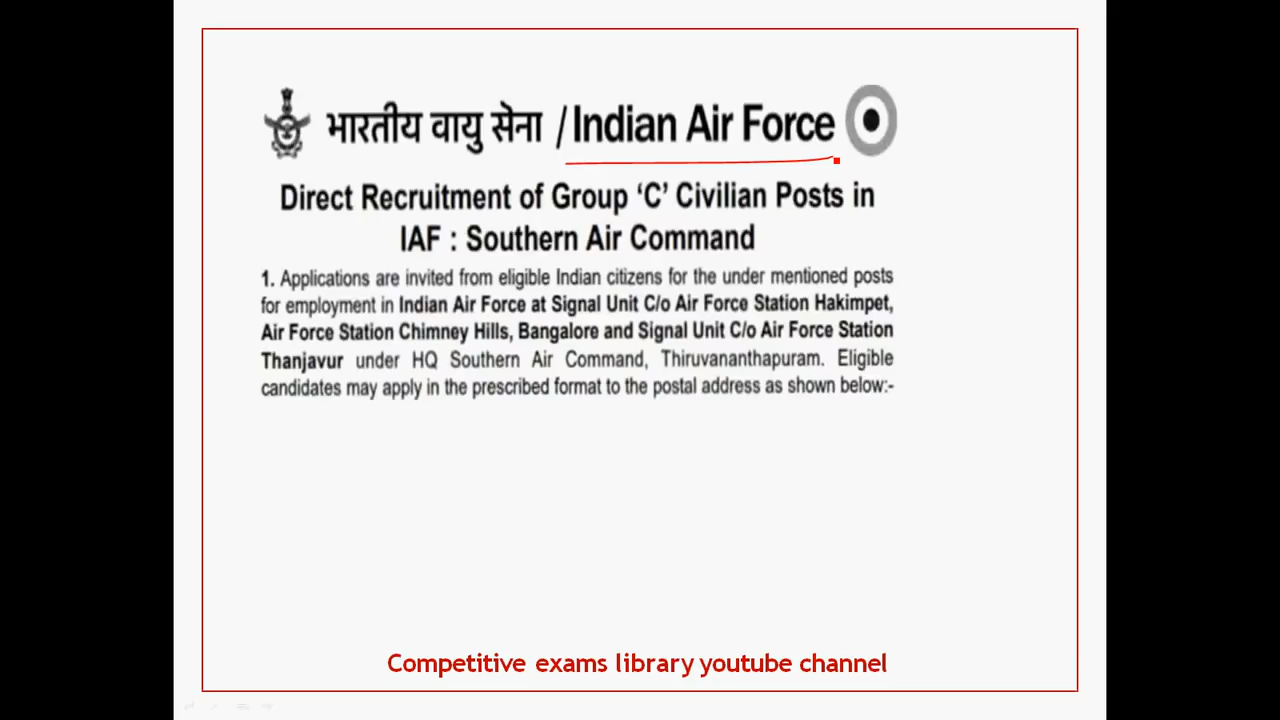 भारतीय वायु सेना / Indian Air Force
Direct Recruitment of Group ‘C’ Civilian Posts in
IAF : Southern Air Command
1. Applications are invited from eligible Indian citizens for the under mentioned posts
for employment in Indian Air Force at Signal Unit C/o Air Force Station Hakimpet,
Air Force Station Chimney Hills, Bangalore and Signal Unit C/o Air Force Station
Thanjavur under HQ Southern Air Command, Thiruvananthapuram. Eligible
candidates may apply in the prescribed format to the postal address as shown below:-
Competitive exams library youtube channel